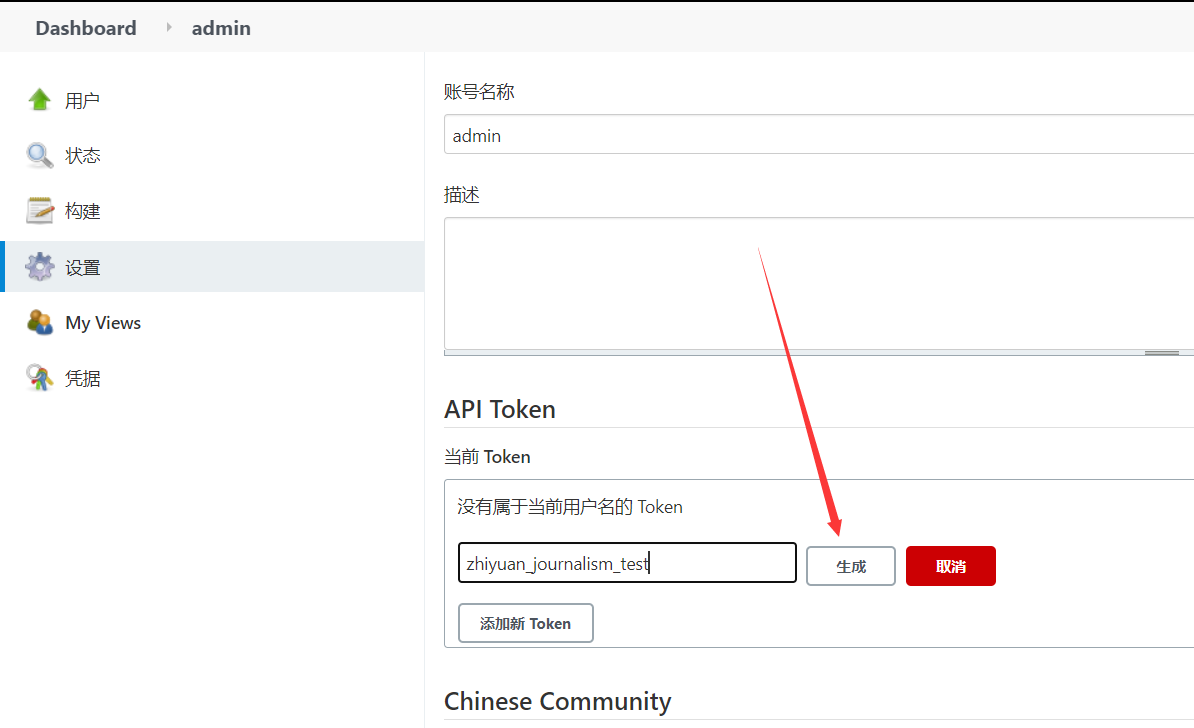 Dashboard admin
用户
状态
构建
设置
My Views
凭据
账号名称
admin
描述
API Token
当前 Token
没有属于当前用户名的 Token
zhiyuan_journalism_test 生成 取消
添加新 Token
Chinese Community